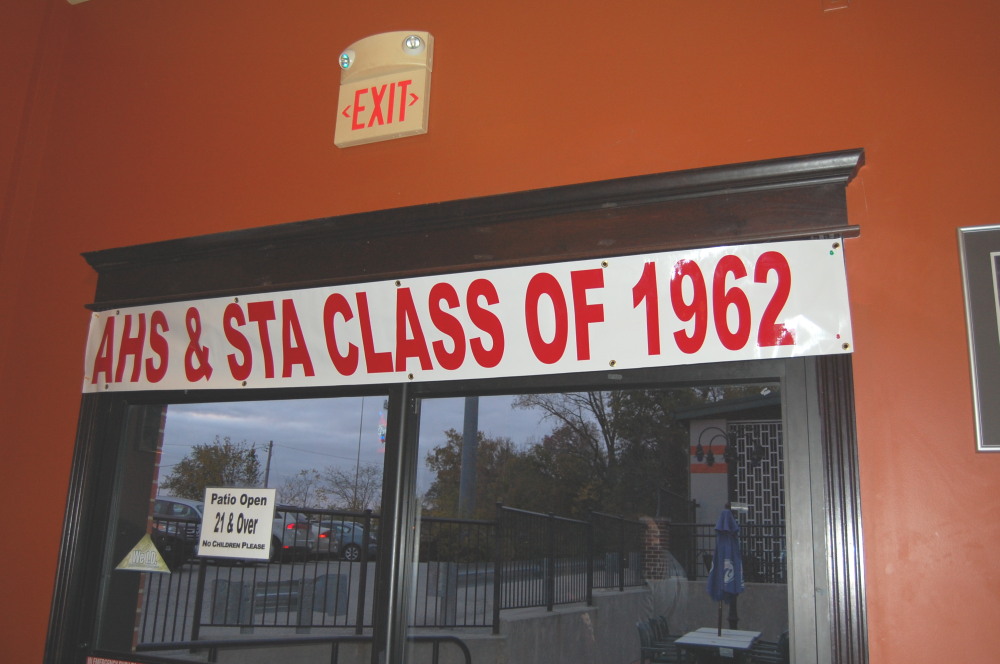 <EXIT>
AHS & STA CLASS OF 1962
Patio Open
21 & Over
NO CHILDREN PLEASE